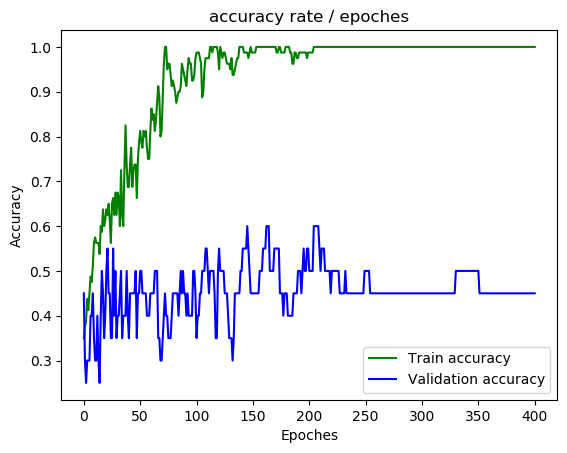 accuracy rate / epoches
Accuracy
1.0
0.9
0.8
0.7
0.6
0.5
0.4
0.3
0 50 100 150 200 250 300 350 400
Epoches
Train accuracy
Validation accuracy